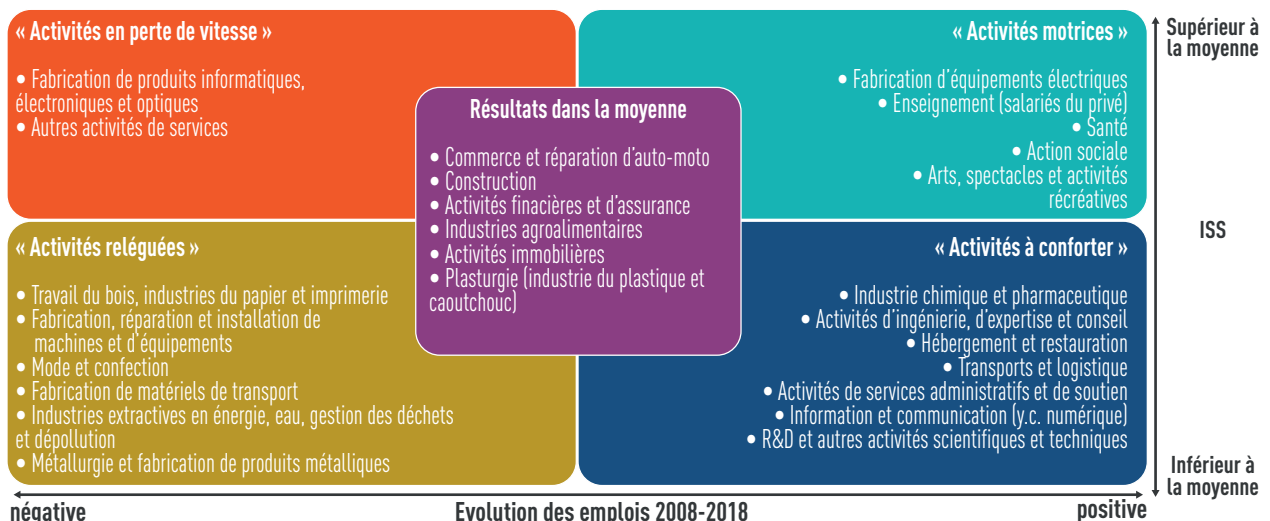 « Activités en perte de vitesse »
• Fabrication de produits informatiques,
électroniques et optiques
• Autres activités de services
« Activités motrices »
• Fabrication d'équipements électriques
• Enseignement (salariés du privé)
• Santé
• Action sociale
• Arts, spectacles et activités
récréatives
Résultats dans la moyenne
• Commerce et réparation d'auto-moto
• Construction
• Activités finacières et d'assurance
• Industries agroalimentaires
• Activités immobilières
• Plasturgie (industrie du plastique et
caoutchouc)
« Activités reléguées »
• Travail du bois, industries du papier et imprimerie
• Fabrication, réparation et installation de
machines et d'équipements
• Mode et confection
• Fabrication de matériels de transport
• Industries extractives en énergie, eau, gestion des déchets
et dépollution
• Métallurgie et fabrication de produits métalliques
« Activités à conforter »
• Industrie chimique et pharmaceutique
• Activités d'ingénierie, d'expertise et conseil
• Hébergement et restauration
• Transports et logistique
• Activités de services administratifs et de soutien
• Information et communication (y.c. numérique)
• R&D et autres activités scientifiques et techniques
Supérieur à
la moyenne
ISS
Inférieur à
la moyenne
négative
Evolution des emplois 2008-2018
positive